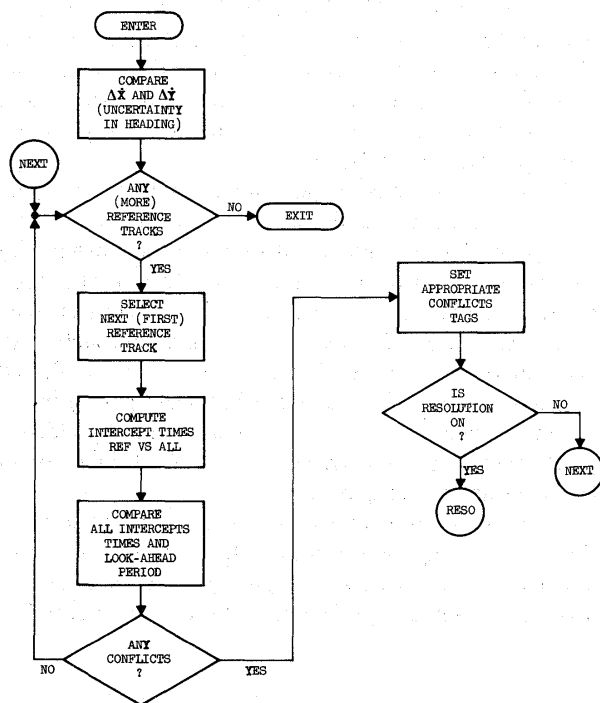 ENTER
COMPARE
ΔẊ AND ΔẎ
(UNCERTAINTY
IN HEADING)
NEXT
ANY
(MORE)
REFERENCE
TRACKS
?
NO
EXIT
YES
SELECT
NEXT (FIRST)
REFERENCE
TRACK
COMPUTE
INTERCEPT TIMES
REF VS ALL
COMPARE
ALL INTERCEPTS
TIMES AND
LOOK-AHEAD
PERIOD
ANY
CONFLICTS
?
NO
YES
SET
APPROPRIATE
CONFLICTS
TAGS
IS
RESOLUTION
ON
?
NO
NEXT
YES
RESO